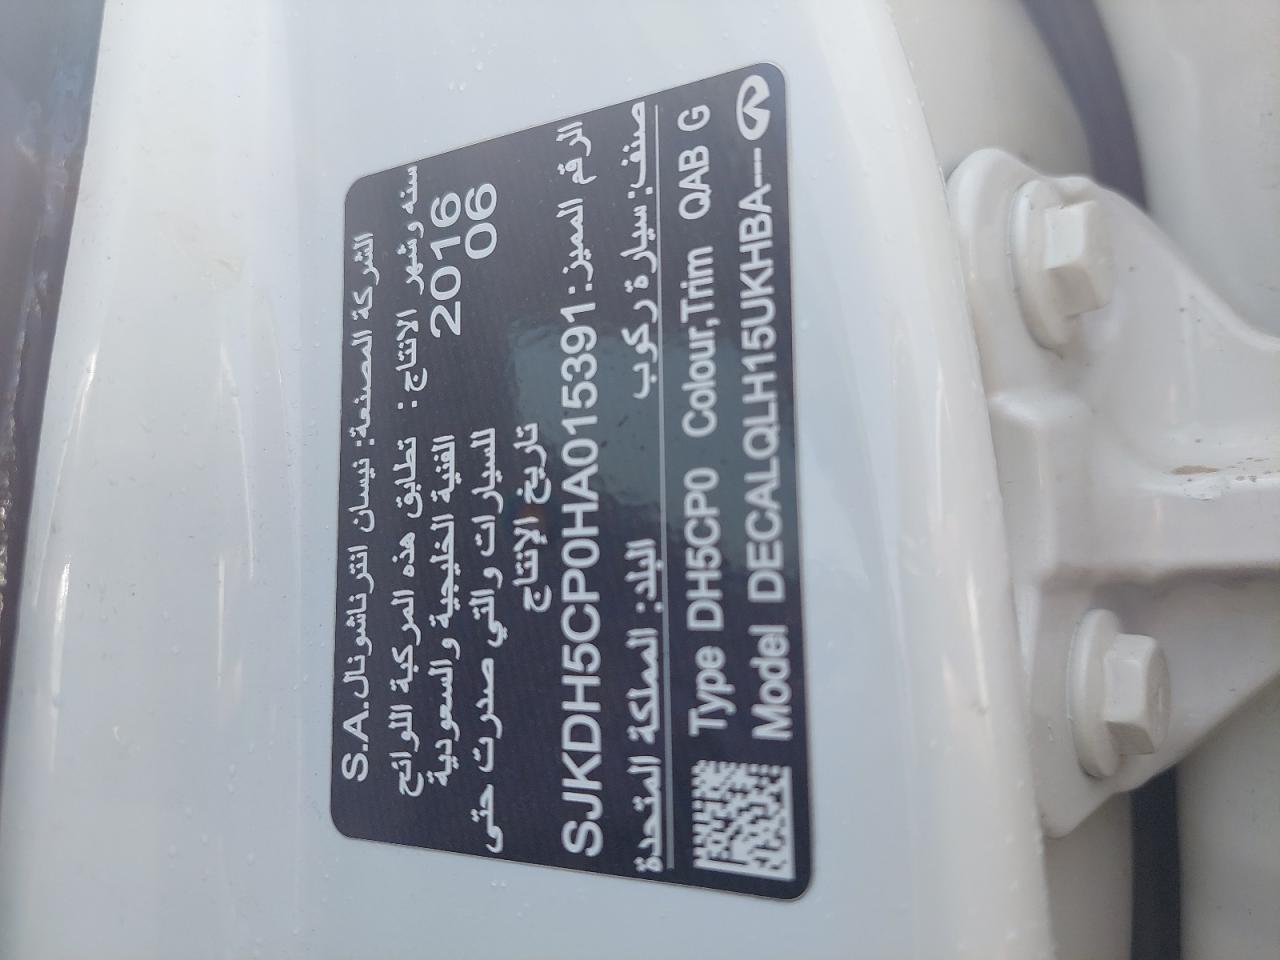 الشركة المصنعة: نيسان انترناشونال.S.A
سنه وشهر الانتاج: تطابق هذه المركبة اللوائح
2016 الفنية الخليجية والسعودية
06 للسيارات والتي صدرت حتى
تاريخ الإنتاج
الرقم المميز: SJKDH5CP0HA015391
صنف: سيارة ركوب البلد: المملكة المتحدة
Type DH5CP0 Colour,Trim QAB G
Model DECALQLH15UKHBA---